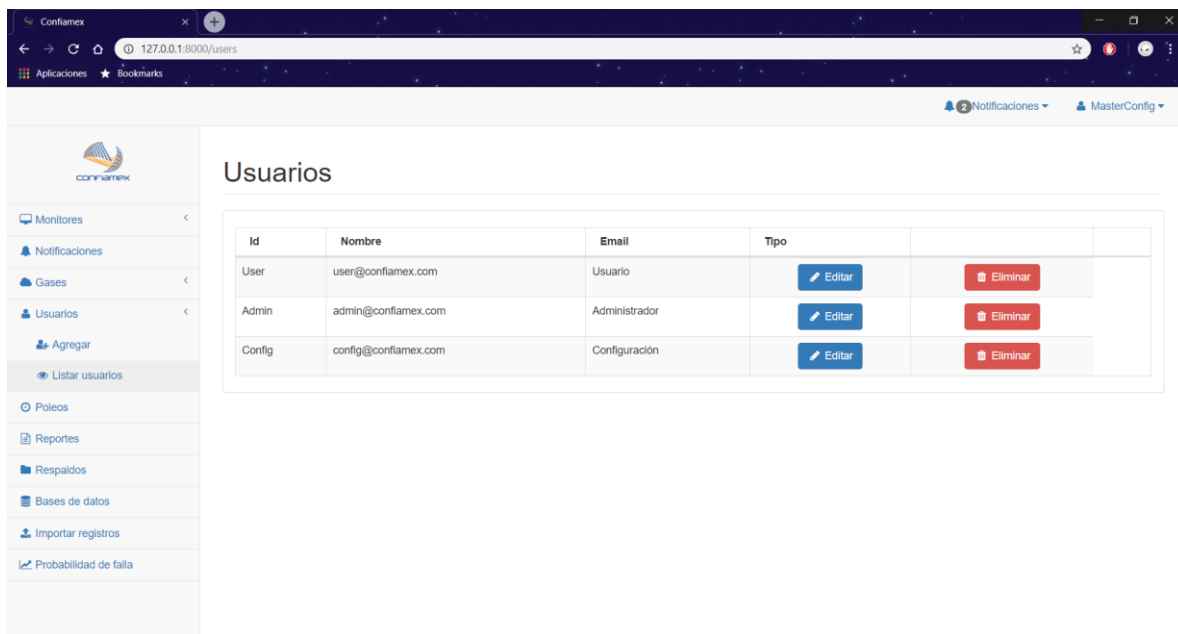 Confiamex
127.0.0.1:8000/users
Aplicaciones Bookmarks
2 Notificaciones MasterConfig
confiamex
Usuarios
Monitores
Notificaciones
Gases
Usuarios
Agregar
Listar usuarios
Poleos
Reportes
Respaldos
Bases de datos
Importar registros
Probabilidad de falla
Id Nombre Email Tipo
User user@confiamex.com Usuario Editar Eliminar
Admin admin@confiamex.com Administrador Editar Eliminar
Config config@confiamex.com Configuración Editar Eliminar